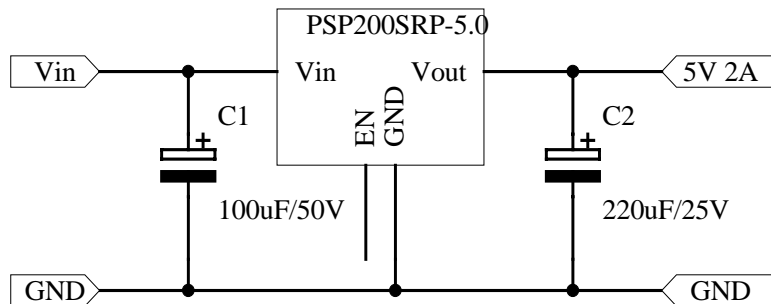 PSP200SRP-5.0
Vin
Vin
Vout
5V 2A
C1
EN
GND
C2
100uF/50V
220uF/25V
GND
GND